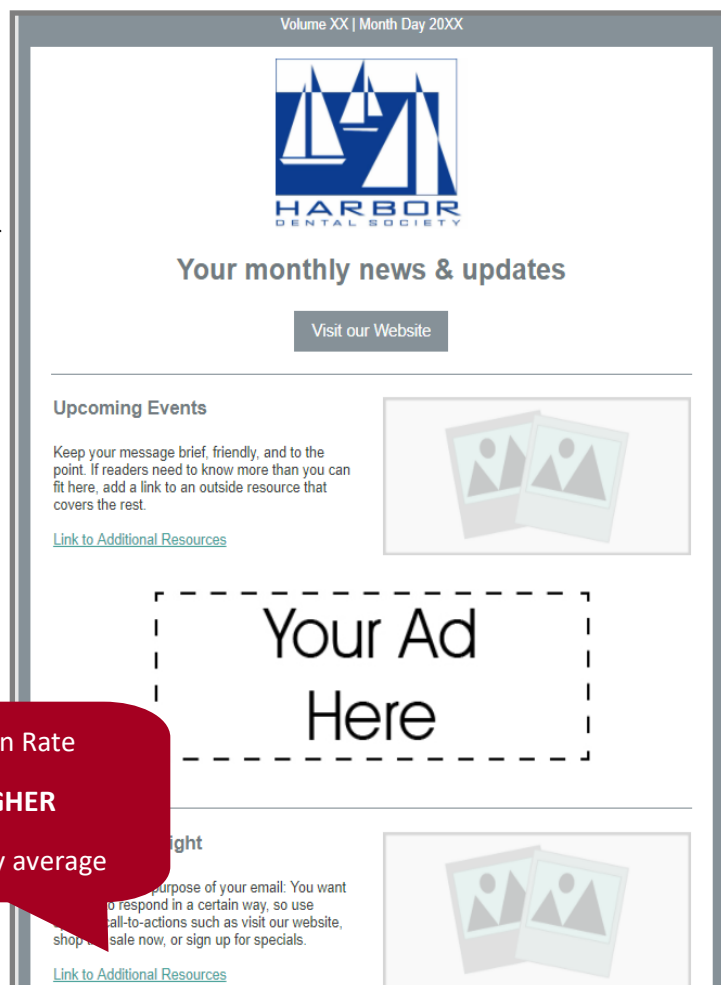 Volume XX | Month Day 20XX
HARBOR
DENTAL SOCIETY
Your monthly news & updates
Visit our Website
Upcoming Events
Keep your message brief, friendly, and to the
point. If readers need to know more than you can
fit here, add a link to an outside resource that
covers the rest.
Link to Additional Resources
Your Ad
Here
n Rate
GHER
y average
ight
purpose of your email: You want
o respond in a certain way, so use
call-to-actions such as visit our website,
shop sale now, or sign up for specials.
Link to Additional Resources